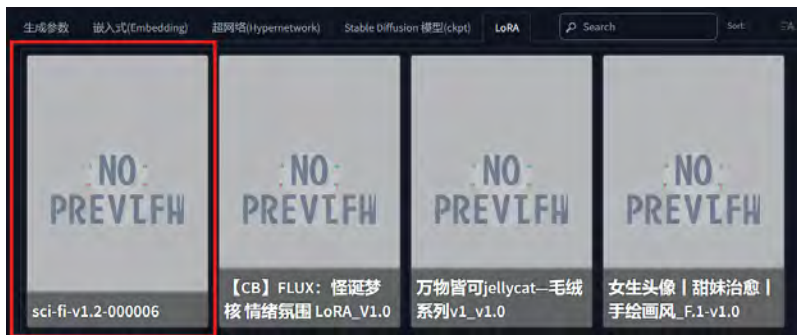 生成参数 嵌入式(Embedding) 超网络(Hypernetwork) Stable Diffusion 模型(ckpt) LoRA Search Sort:
NO NO NO NO
PREVIEW PREVIEW PREVIEW PREVIEW
sci-fi-v1.2-000006
【CB】FLUX：怪诞梦
核 情绪氛围 LoRA_V1.0
万物皆可jellycat—毛绒
系列v1_v1.0
女生头像丨甜妹治愈丨
手绘画风_F.1-v1.0